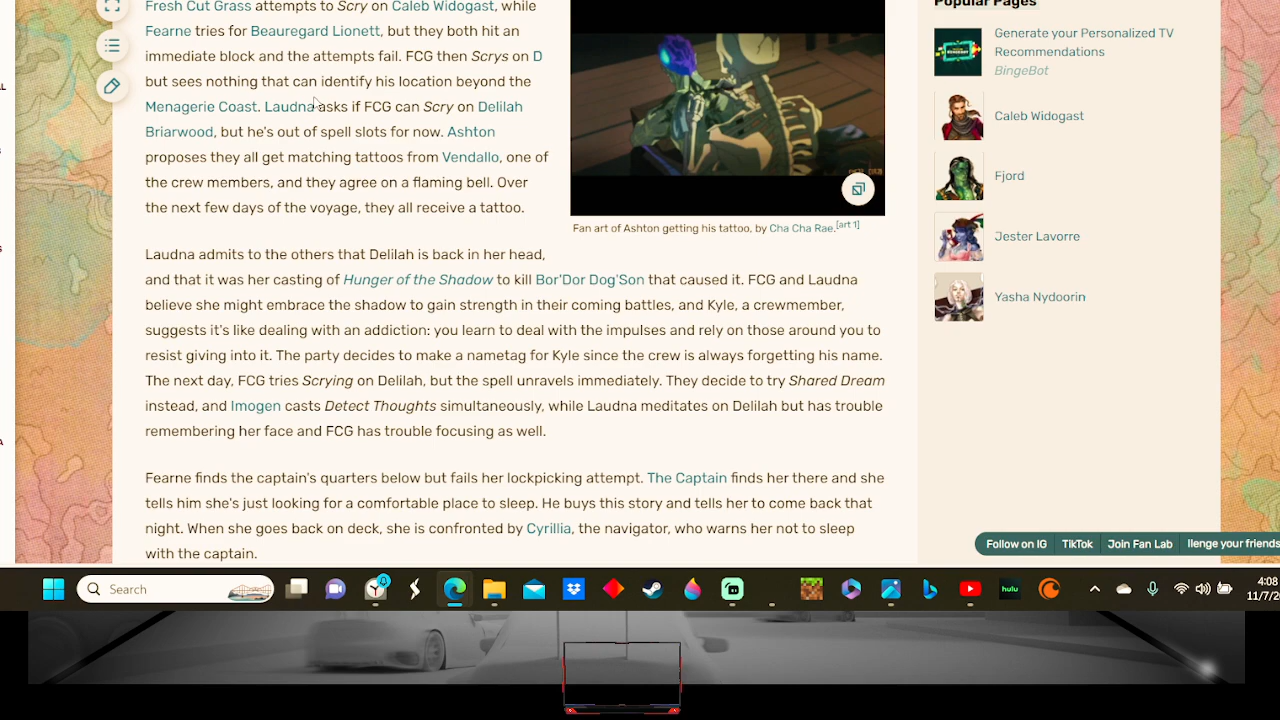 Fresh Cut Grass attempts to Scry on Caleb Widogast, while
Fearne tries for Beauregard Lionett, but they both hit an
immediate block and the attempts fail. FCG then Scrys on D
but sees nothing that can identify his location beyond the
Menagerie Coast. Laudna asks if FCG can Scry on Delilah
Briarwood, but he's out of spell slots for now. Ashton
proposes they all get matching tattoos from Vendallo, one of
the crew members, and they agree on a flaming bell. Over
the next few days of the voyage, they all receive a tattoo.
Fan art of Ashton getting his tattoo, by Cha Cha Rae.[art 1]
Laudna admits to the others that Delilah is back in her head,
and that it was her casting of Hunger of the Shadow to kill Bor'Dor Dog'Son that caused it. FCG and Laudna
believe she might embrace the shadow to gain strength in their coming battles, and Kyle, a crewmember,
suggests it's like dealing with an addiction: you learn to deal with the impulses and rely on those around you to
resist giving into it. The party decides to make a nametag for Kyle since the crew is always forgetting his name.
The next day, FCG tries Scrying on Delilah, but the spell unravels immediately. They decide to try Shared Dream
instead, and Imogen casts Detect Thoughts simultaneously, while Laudna meditates on Delilah but has trouble
remembering her face and FCG has trouble focusing as well.
Fearne finds the captain's quarters below but fails her lockpicking attempt. The Captain finds her there and she
tells him she's just looking for a comfortable place to sleep. He buys this story and tells her to come back that
night. When she goes back on deck, she is confronted by Cyrillia, the navigator, who warns her not to sleep
with the captain.
Popular Pages
Generate your Personalized TV
Recommendations
BingeBot
Caleb Widogast
Fjord
Jester Lavorre
Yasha Nydoorin
Follow on IG
TikTok
Join Fan Lab
llenge your friends
Search
2
hulu
4:08
11/7/20